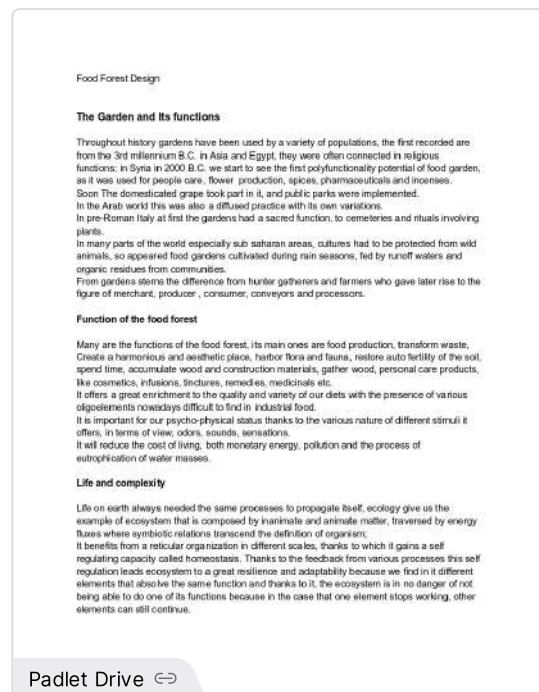 Food Forest Design
The Garden and Its functions
Throughout history gardens have been used by a variety of populations, the first recorded are
from the 3rd millennium B.C. in Asia and Egypt, they were often connected in religious
functions; in Syria in 2000 B.C. we start to see the first polyfunctionality potential of food garden,
as it was used for people care, flower production, spices, pharmaceuticals and incenses.
Soon The domesticated grape took part in it, and public parks were implemented.
In the Arab world this was also a diffused practice with its own variations.
In pre-Roman Italy at first the gardens had a sacred function, to cemeteries and rituals involving
plants.
In many parts of the world especially sub saharan areas, cultures had to be protected from wild
animals, so appeared food gardens cultivated during rain seasons, fed by runoff waters and
organic residues from communities.
From gardens stems the difference from hunter gatherers and farmers who gave later rise to the
figure of merchant, producer , consumer, conveyors and processors.
Function of the food forest
Many are the functions of the food forest, its main ones are food production, transform waste,
Create a harmonious and aesthetic place, harbor flora and fauna, restore auto fertility of the soil,
spend time, accumulate wood and construction materials, gather wood, personal care products,
like cosmetics, infusions, tinctures, remedies, medicinals etc.
It offers a great enrichment to the quality and variety of our diets with the presence of various
oligoelements nowadays difficult to find in industrial food.
It is important for our psycho-physical status thanks to the various nature of different stimuli it
offers, in terms of view, odors, sounds, sensations.
It will reduce the cost of living, both monetary energy, pollution and the process of
eutrophication of water masses.
Life and complexity
Life on earth always needed the same processes to propagate itself, ecology give us the
example of ecosystem that is composed by inanimate and animate matter, traversed by energy
fluxes where symbiotic relations transcend the definition of organism;
It benefits from a reticular organization in different scales, thanks to which it gains a self
regulating capacity called homeostasis. Thanks to the feedback from various processes this self
regulation leads ecosystem to a great resilience and adaptability because we find in it different
elements that absolve the same function and thanks to it, the ecosystem is in no danger of not
being able to do one of its functions because in the case that one element stops working, other
elements can still continue.
Padlet Drive